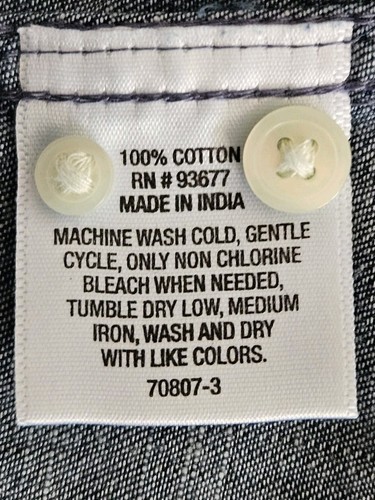 100% COTTON
RN # 93677
MADE IN INDIA
MACHINE WASH COLD, GENTLE
CYCLE, ONLY NON CHLORINE
BLEACH WHEN NEEDED,
TUMBLE DRY LOW, MEDIUM
IRON, WASH AND DRY
WITH LIKE COLORS.
70807-3